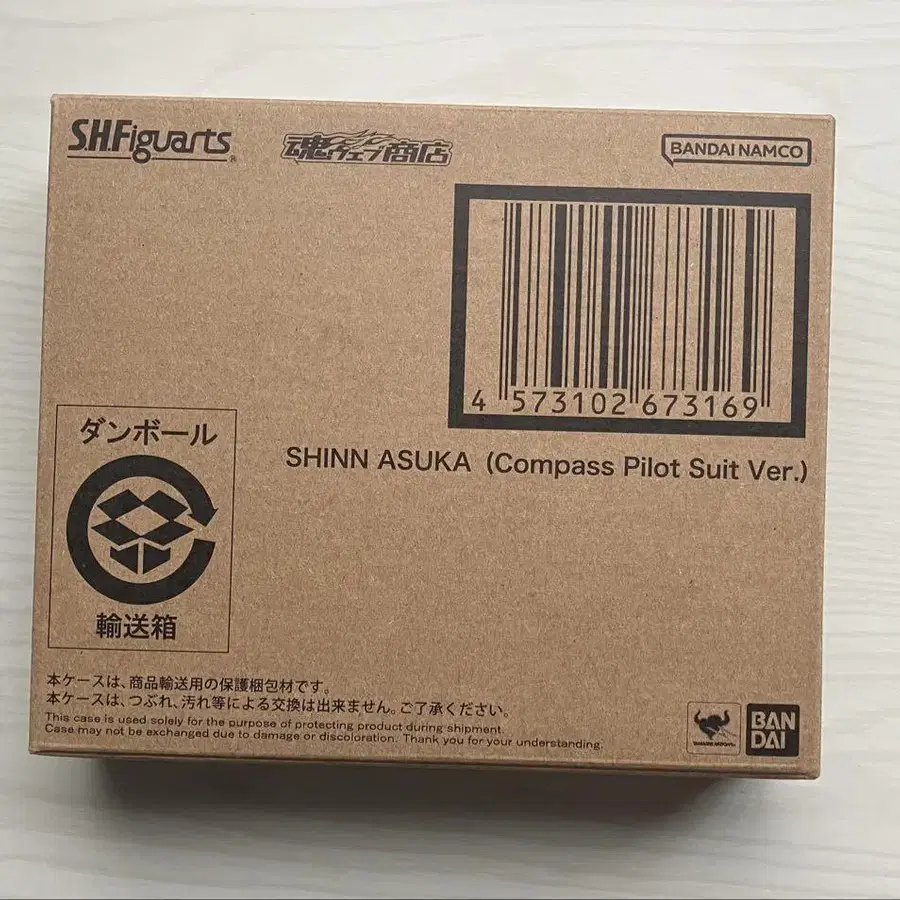 S.H.Figuarts
魂ウェブ商店
BANDAI NAMCO
4 573102 673169
SHINN ASUKA (Compass Pilot Suit Ver.)
ダンボール
輸送箱
本ケースは、商品輸送用の保護梱包材です。
本ケースは、つぶれ、汚れ等による交換は出来ません。ご了承ください。
This case is used solely for the purpose of protecting product during shipment.
Case may not be exchanged due to damage or discoloration. Thank you for your understanding.
TAMASHII NATIONS
BAN
DAI